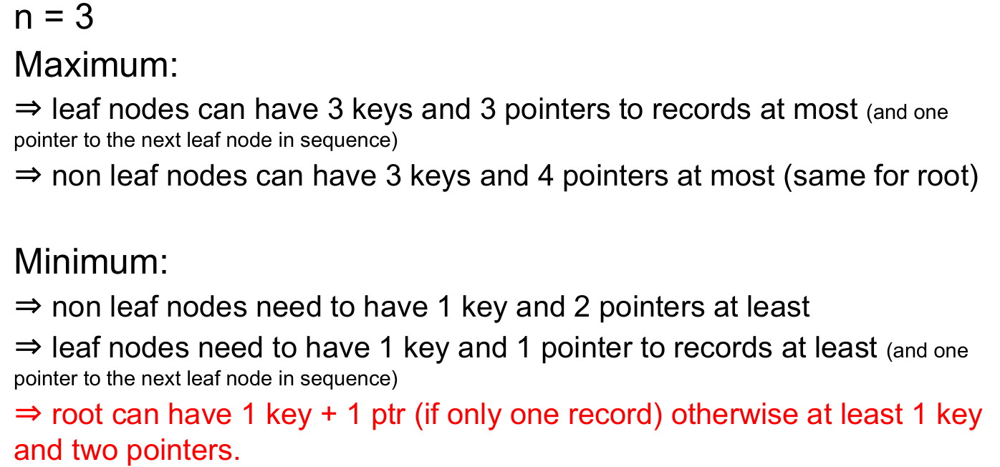 n = 3
Maximum:
⇒ leaf nodes can have 3 keys and 3 pointers to records at most (and one
pointer to the next leaf node in sequence)
⇒ non leaf nodes can have 3 keys and 4 pointers at most (same for root)
Minimum:
⇒ non leaf nodes need to have 1 key and 2 pointers at least
⇒ leaf nodes need to have 1 key and 1 pointer to records at least (and one
pointer to the next leaf node in sequence)
⇒ root can have 1 key + 1 ptr (if only one record) otherwise at least 1 key
and two pointers.